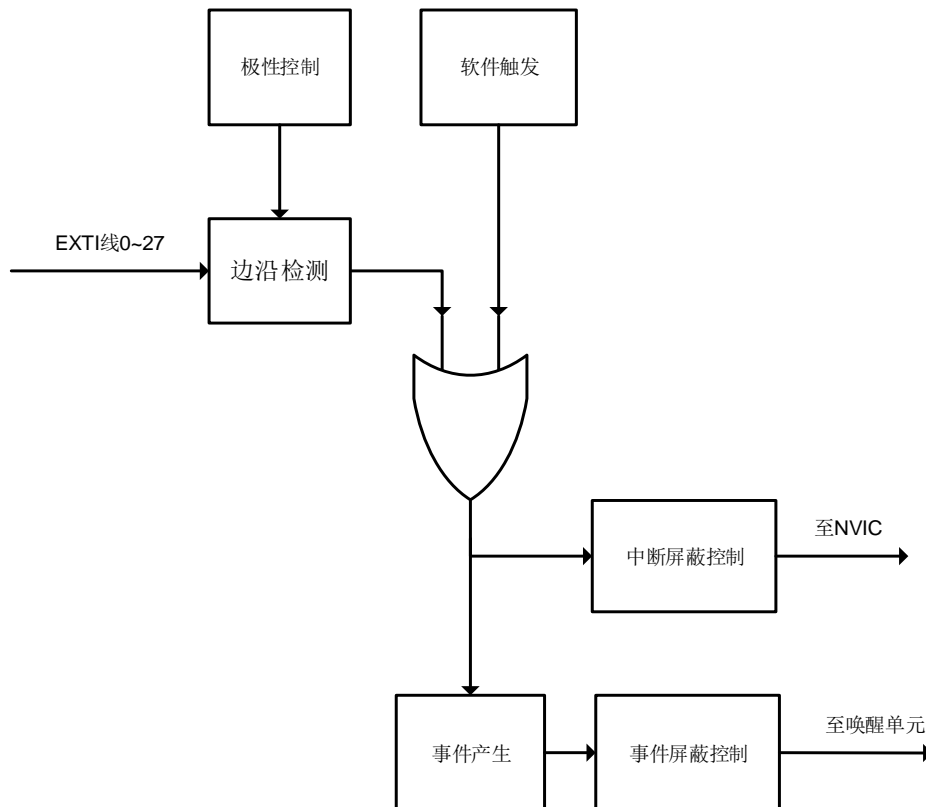 极性控制
软件触发
EXTI线0~27
边沿检测
至NVIC
中断屏蔽控制
至唤醒单元
事件产生
事件屏蔽控制